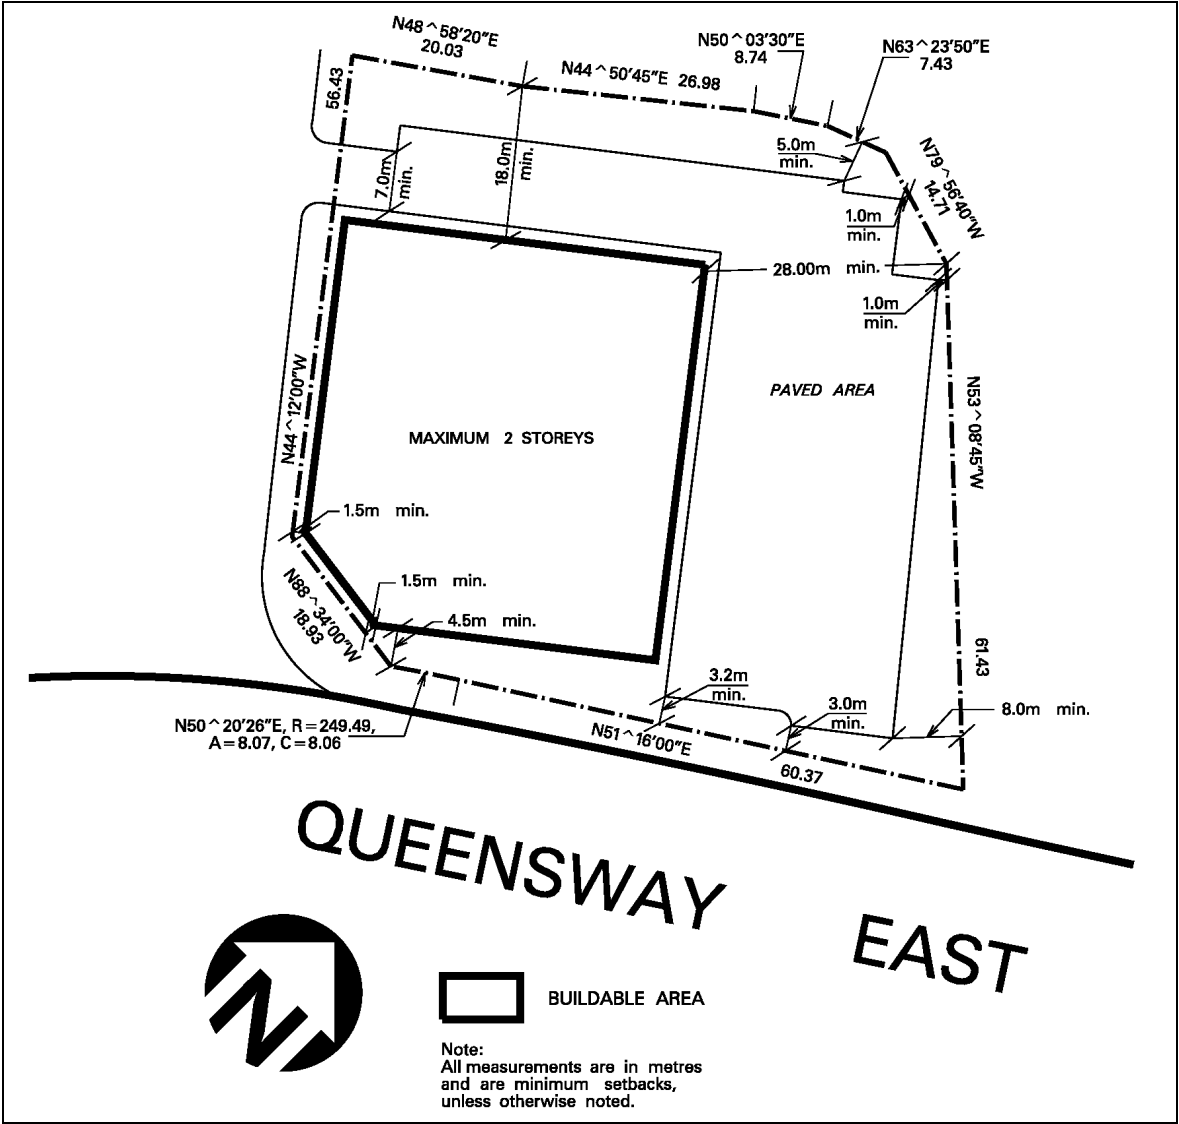 N48^58'20"E
20.03
N50^03'30"E
8.74
N63^23'50"E
7.43
N44^50'45"E 26.98
56.43
18.0m
min.
7.0m
min.
5.0m
min.
N79^56'40"W
14.71
1.0m
min.
28.00m min.
1.0m
min.
PAVED AREA
N44^12'00"W
MAXIMUM 2 STOREYS
N53^08'45"W
1.5m min.
1.5m min.
4.5m min.
N88^34'00"W
18.93
61.43
3.2m
min.
3.0m
min.
8.0m min.
N50^20'26"E, R=249.49,
A=8.07, C=8.06
N51^16'00"E
60.37
QUEENSWAY EAST
N
BUILDABLE AREA
Note:
All measurements are in metres
and are minimum setbacks,
unless otherwise noted.